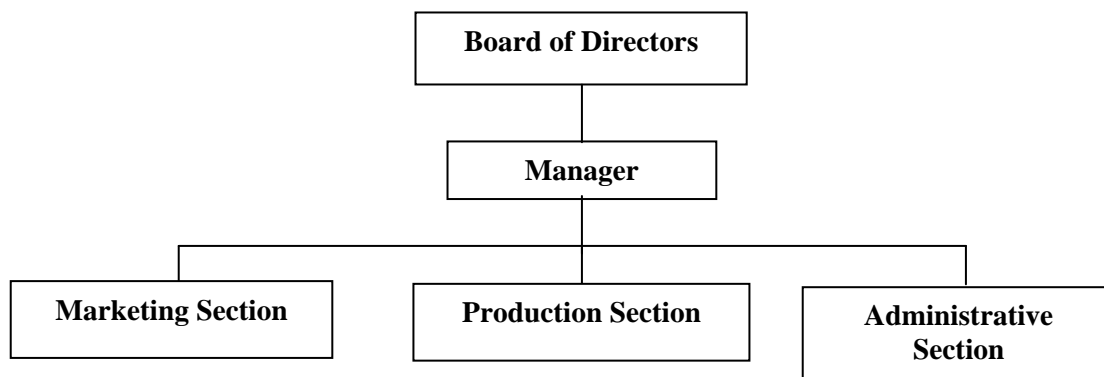 Board of Directors
Manager
Marketing Section
Production Section
Administrative
Section